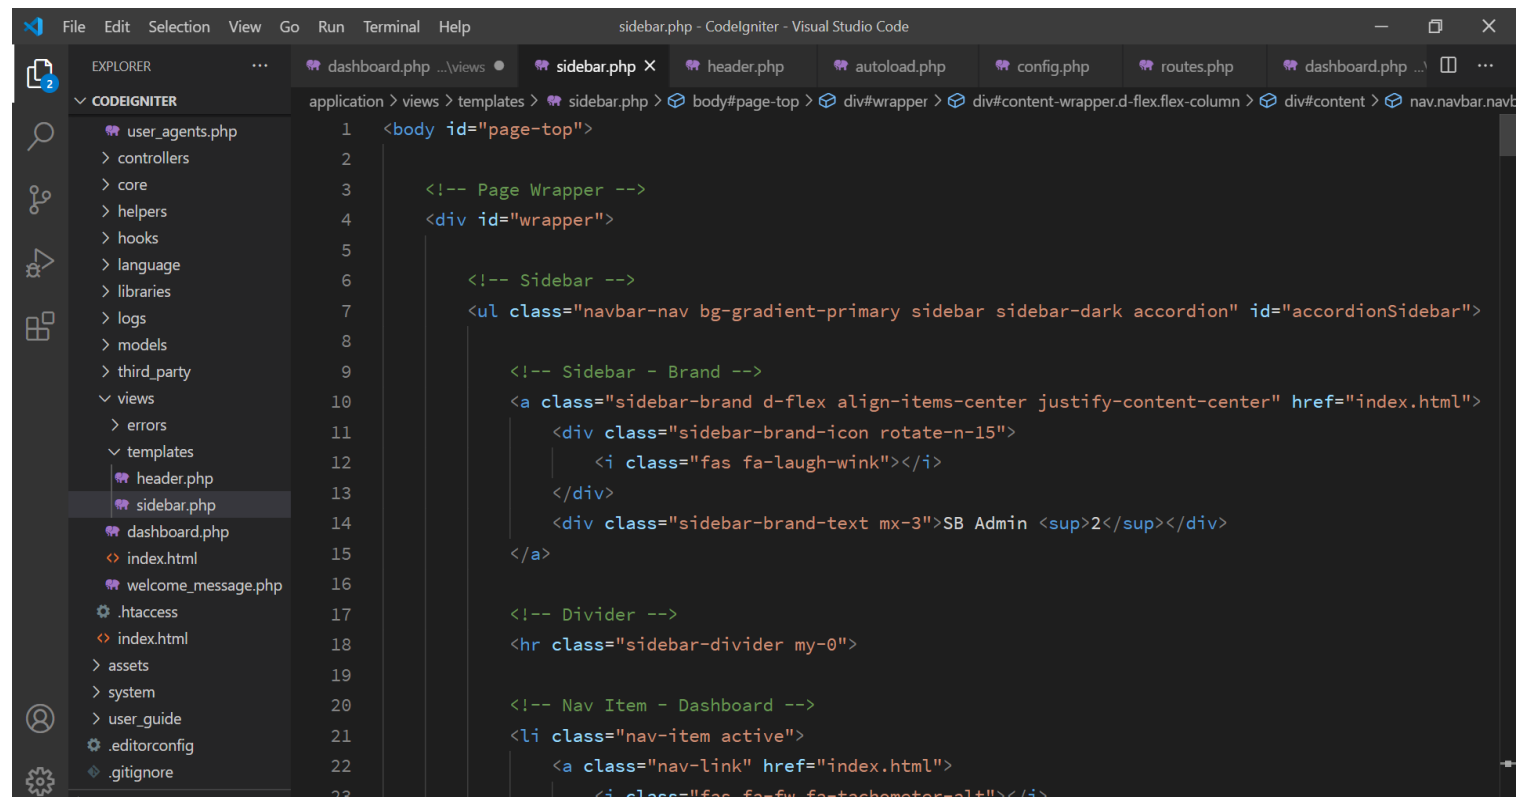 File Edit Selection View Go Run Terminal Help sidebar.php - CodeIgniter - Visual Studio Code
2
EXPLORER ...
dashboard.php ...\views sidebar.php header.php autoload.php config.php routes.php dashboard.php ...\ ...
CODEIGNITER
application > views > templates > sidebar.php > body#page-top > div#wrapper > div#content-wrapper.d-flex.flex-column > div#content > nav.navbar.navb
user_agents.php
controllers
core
helpers
hooks
language
libraries
logs
models
third_party
views
errors
templates
header.php
sidebar.php
dashboard.php
index.html
welcome_message.php
.htaccess
index.html
assets
system
user_guide
.editorconfig
.gitignore
1 <body id="page-top">
2
3 <!-- Page Wrapper -->
4 <div id="wrapper">
5
6 <!-- Sidebar -->
7 <ul class="navbar-nav bg-gradient-primary sidebar sidebar-dark accordion" id="accordionSidebar">
8
9 <!-- Sidebar - Brand -->
10 <a class="sidebar-brand d-flex align-items-center justify-content-center" href="index.html">
11 <div class="sidebar-brand-icon rotate-n-15">
12 <i class="fas fa-laugh-wink"></i>
13 </div>
14 <div class="sidebar-brand-text mx-3">SB Admin <sup>2</sup></div>
15 </a>
16
17 <!-- Divider -->
18 <hr class="sidebar-divider my-0">
19
20 <!-- Nav Item - Dashboard -->
21 <li class="nav-item active">
22 <a class="nav-link" href="index.html">
23 <i class="fas fa-fw fa-tachometer-alt"></i>